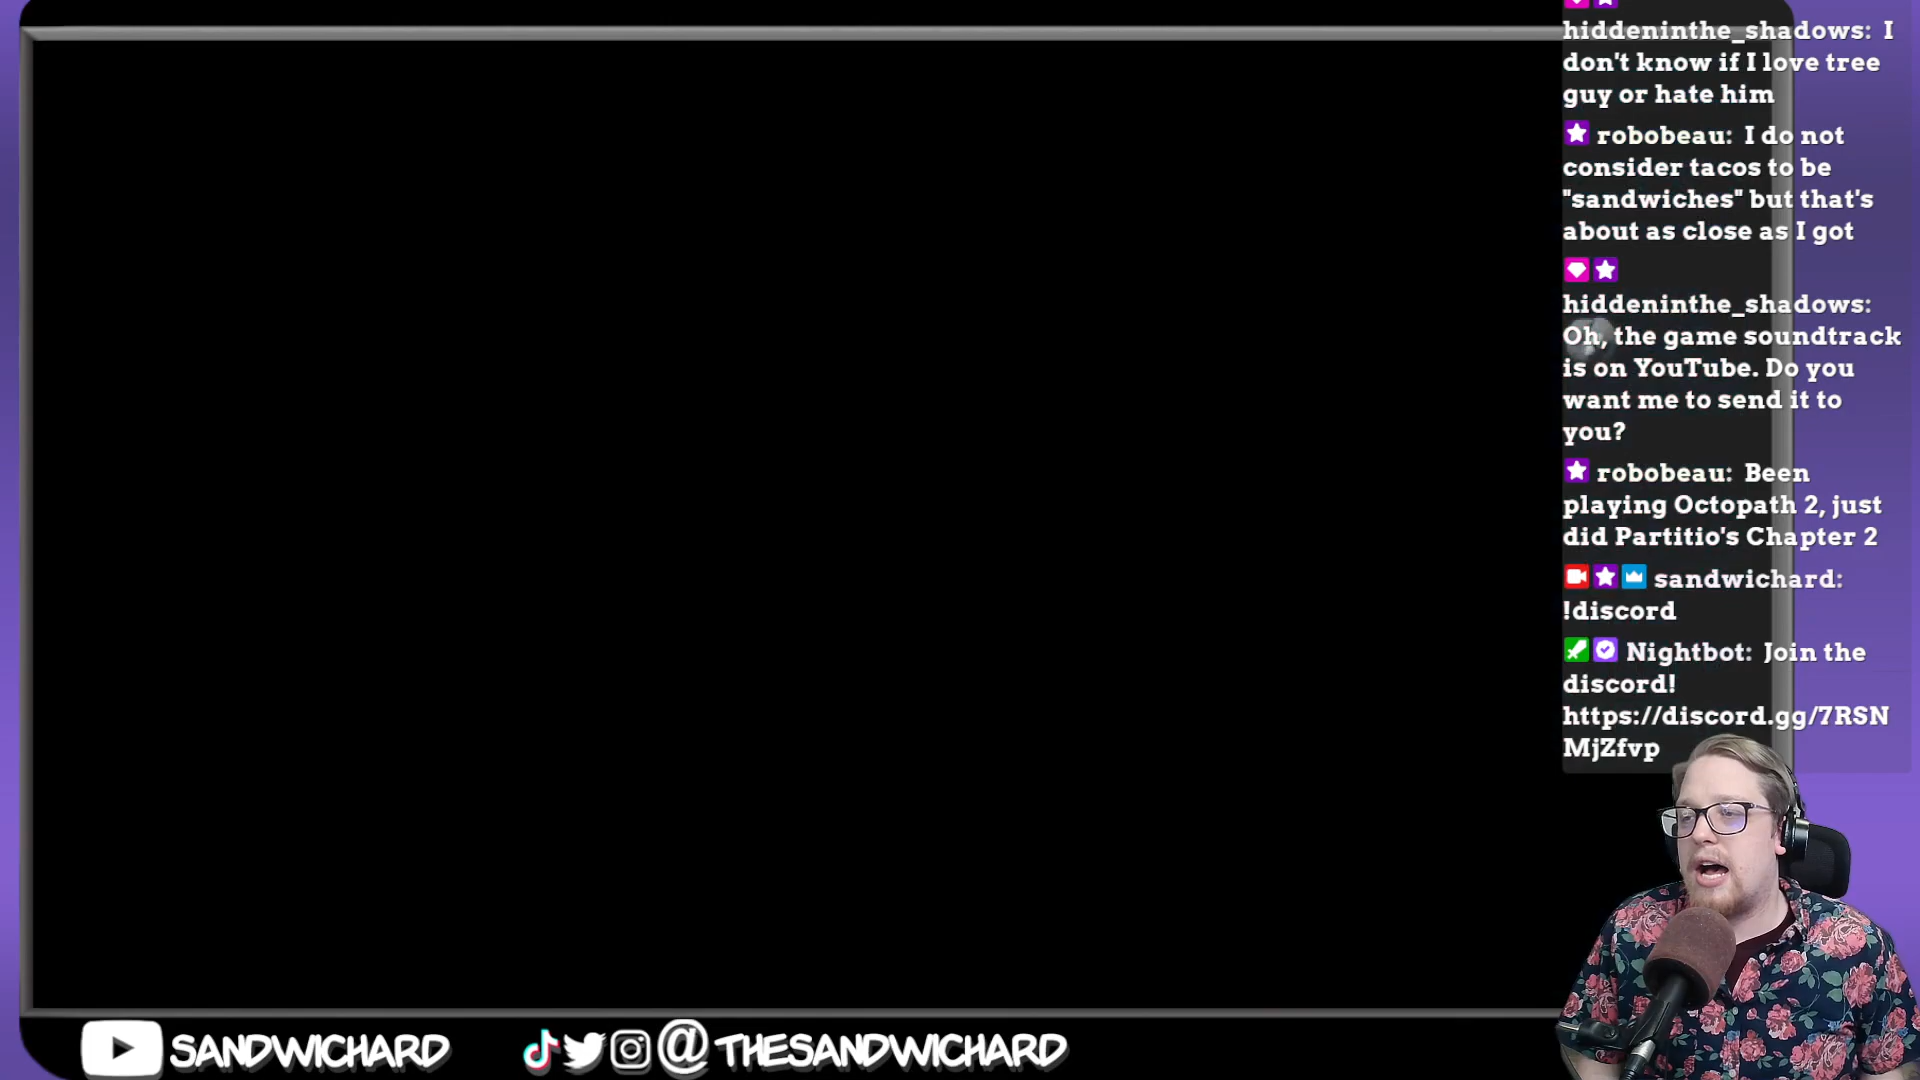 hiddeninthe_shadows: I
don't know if I love tree
guy or hate him
robobeau: I do not
consider tacos to be
"sandwiches" but that's
about as close as I got
hiddeninthe_shadows:
Oh, the game soundtrack
is on YouTube. Do you
want me to send it to
you?
robobeau: Been
playing Octopath 2, just
did Partitio's Chapter 2
sandwichard:
!discord
Nightbot: Join the
discord!
https://discord.gg/7RSN
MjZfvp
SANDWICHARD @THESANDWICHARD